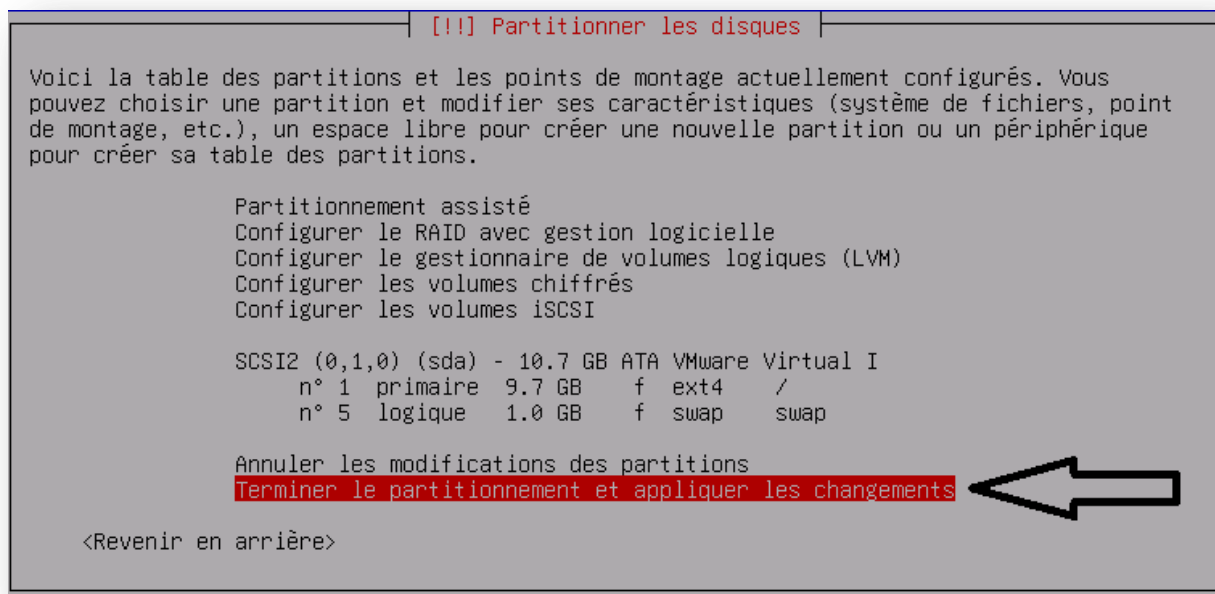 [!!] Partitionner les disques
Voici la table des partitions et les points de montage actuellement configurés. Vous
pouvez choisir une partition et modifier ses caractéristiques (système de fichiers, point
de montage, etc.), un espace libre pour créer une nouvelle partition ou un périphérique
pour créer sa table des partitions.
Partitionnement assisté
Configurer le RAID avec gestion logicielle
Configurer le gestionnaire de volumes logiques (LVM)
Configurer les volumes chiffrés
Configurer les volumes iSCSI
SCSI2 (0,1,0) (sda) - 10.7 GB ATA VMware Virtual I
n° 1 primaire 9.7 GB f ext4 /
n° 5 logique 1.0 GB f swap swap
Annuler les modifications des partitions
Terminer le partitionnement et appliquer les changements
<Revenir en arrière>